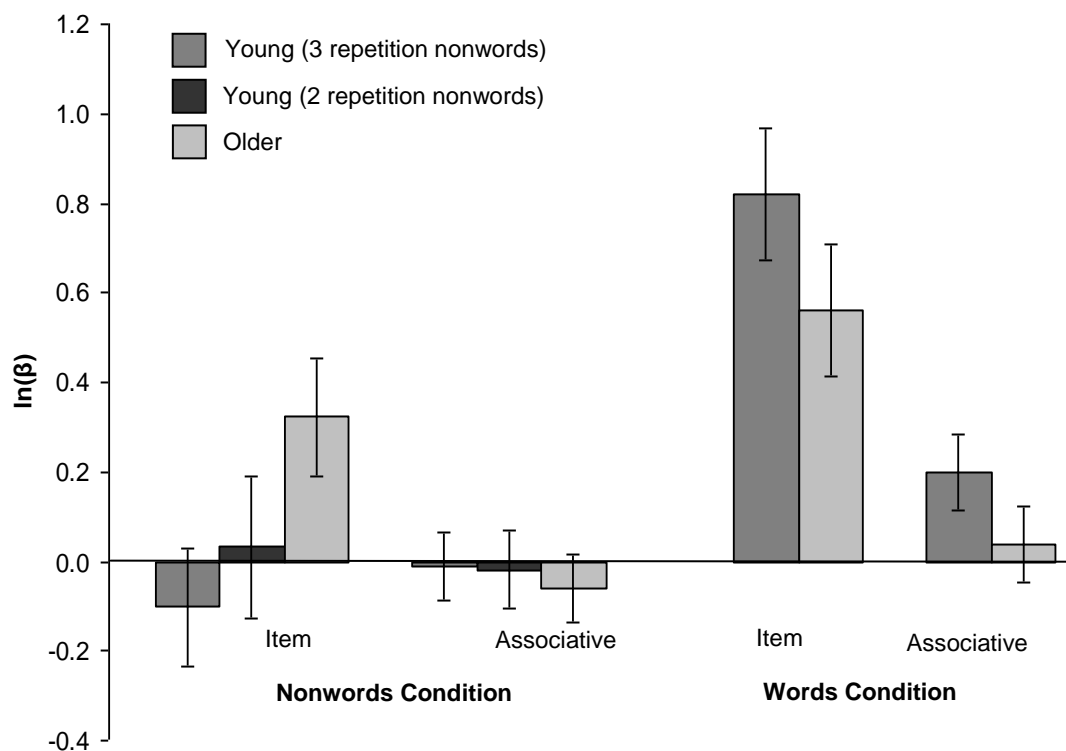 1.2
1.0
0.8
0.6
0.4
0.2
0.0
-0.2
-0.4
ln(β)
Young (3 repetition nonwords)
Young (2 repetition nonwords)
Older
Item
Associative
Item
Associative
Nonwords Condition
Words Condition